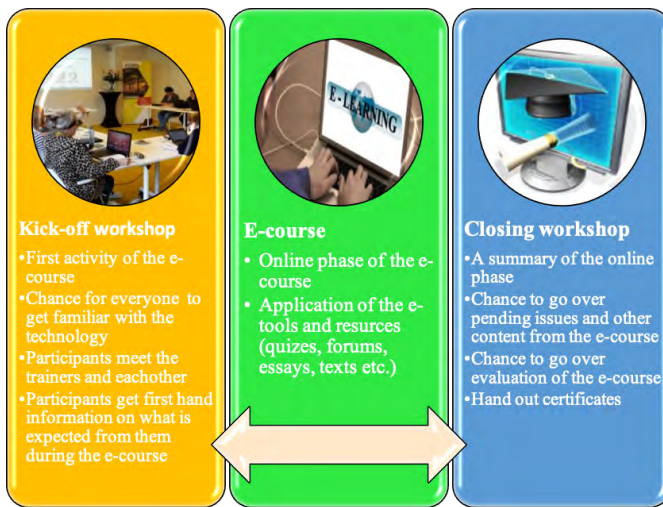 E-LEARNING
Kick-off workshop
•First activity of the e-
course
•Chance for everyone to
get familiar with the
technology
•Participants meet the
trainers and eachother
•Participants get first hand
information on what is
expected from them
during the e-course
E-course
• Online phase of the e-
course
• Application of the e-
tools and resurces
(quizes, forums,
essays, texts etc.)
Closing workshop
•A summary of the online
phase
•Chance to go over
pending issues and other
content from the e-course
•Chance to go over
evaluation of the e-course
•Hand out certificates